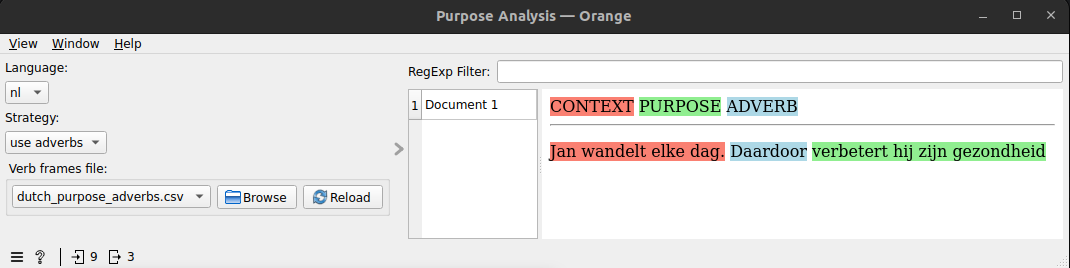 Purpose Analysis — Orange
View Window Help
Language:
nl
Strategy:
use adverbs
Verb frames file:
dutch_purpose_adverbs.csv Browse Reload
RegExp Filter:
1 Document 1
CONTEXT PURPOSE ADVERB
Jan wandelt elke dag. Daardoor verbetert hij zijn gezondheid
? 9 3